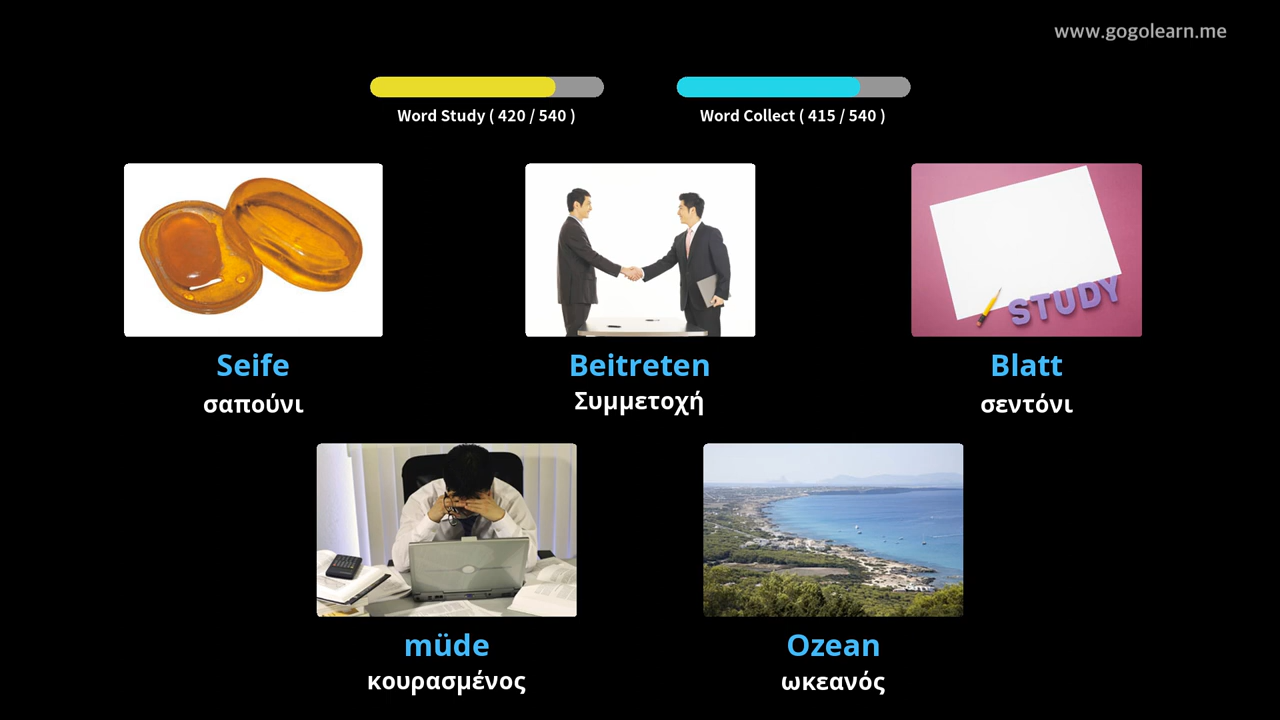 www.gogolearn.me
Word Study ( 420 / 540 )
Word Collect ( 415 / 540 )
STUDY
Seife
σαπούνι
Beitreten
Συμμετοχή
Blatt
σεντόνι
müde
κουρασμένος
Ozean
ωκεανός